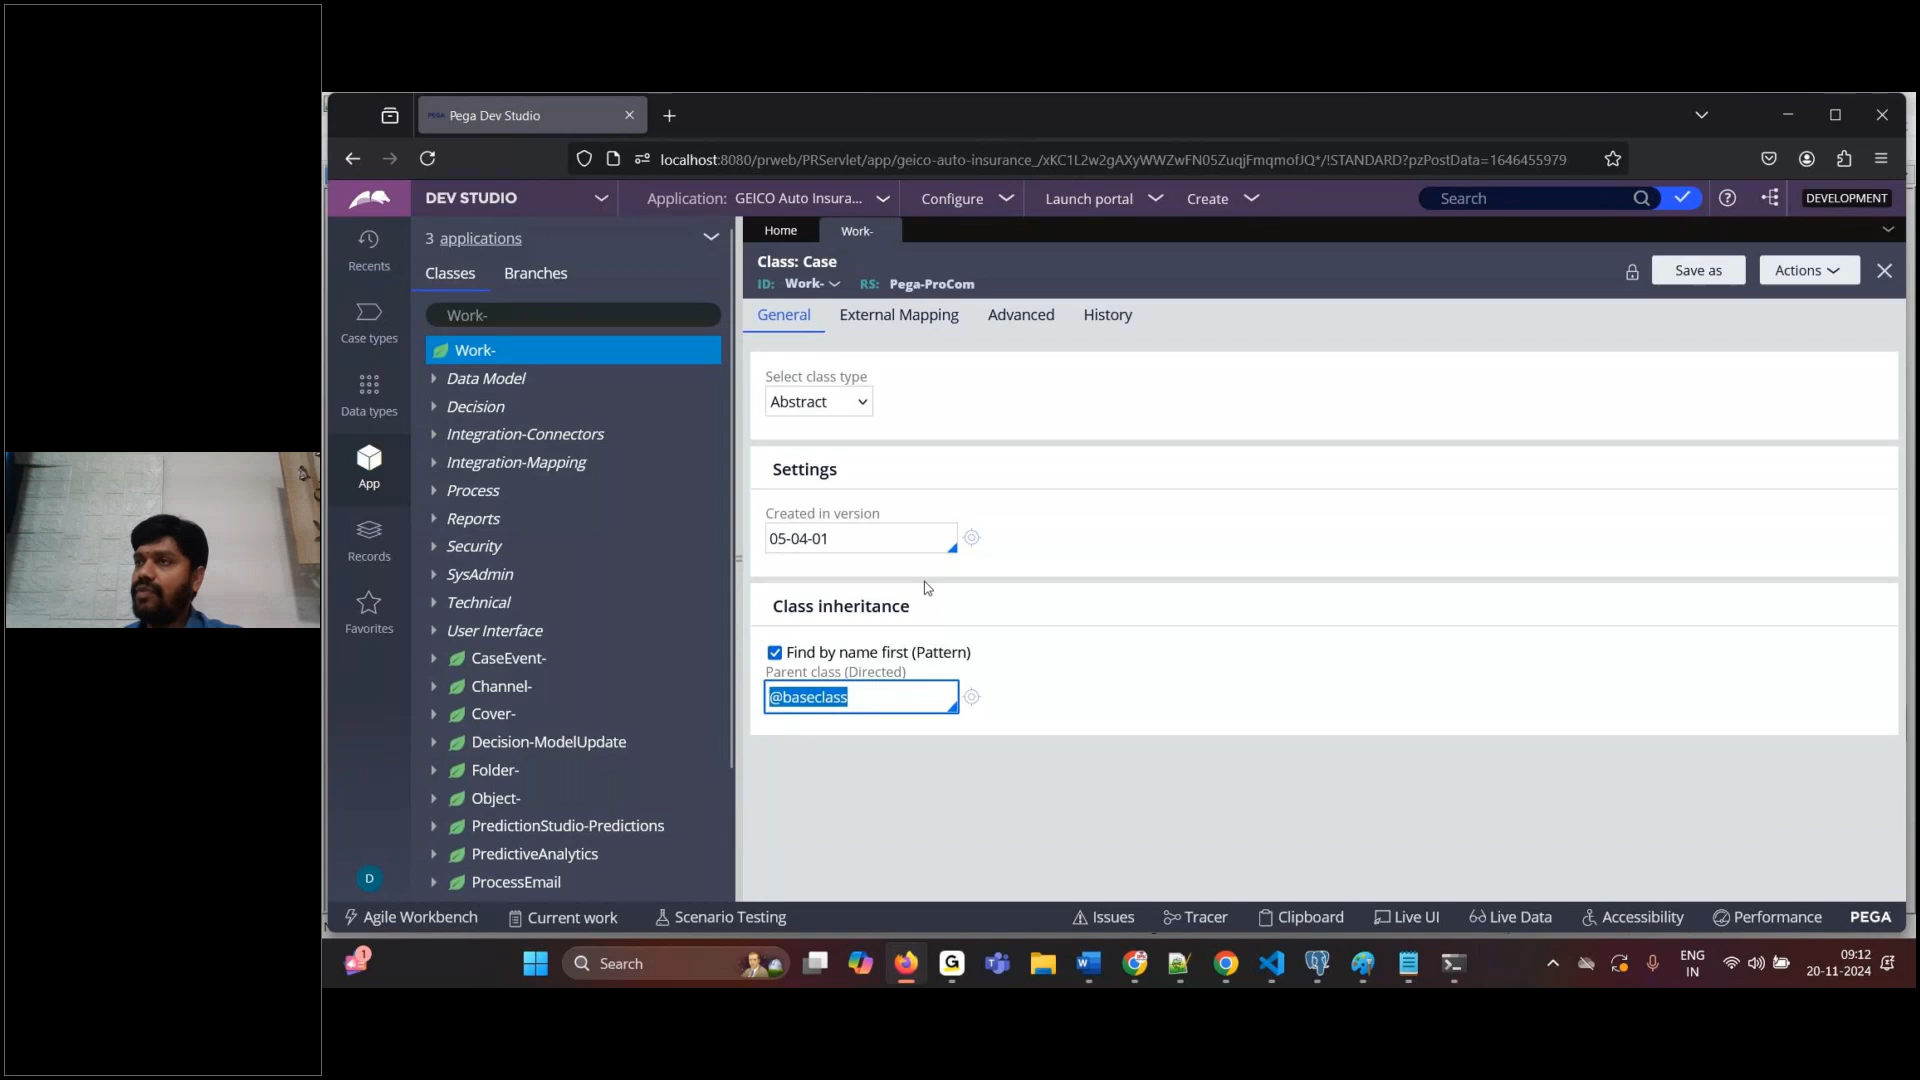 PEGA Pega Dev Studio
localhost:8080/prweb/PRServlet/app/geico-auto-insurance_/xKC1L2w2gAXyWWZwFN05ZuqjFmqmofJQ*/!STANDARD?pzPostData=1646455979
DEV STUDIO
Application: GEICO Auto Insura...
Configure
Launch portal
Create
Search
DEVELOPMENT
Recents
Case types
Data types
App
Records
Favorites
D
3 applications
Classes
Branches
Work-
Work-
Data Model
Decision
Integration-Connectors
Integration-Mapping
Process
Reports
Security
SysAdmin
Technical
User Interface
CaseEvent-
Channel-
Cover-
Decision-ModelUpdate
Folder-
Object-
PredictionStudio-Predictions
PredictiveAnalytics
ProcessEmail
Home
Work-
Class: Case
ID: Work- RS: Pega-ProCom
Save as
Actions
General
External Mapping
Advanced
History
Select class type
Abstract
Settings
Created in version
05-04-01
Class inheritance
Find by name first (Pattern)
Parent class (Directed)
@baseclass
Agile Workbench
Current work
Scenario Testing
Issues
Tracer
Clipboard
Live UI
Live Data
Accessibility
Performance
PEGA
1
Search
ENG
IN
09:12
20-11-2024